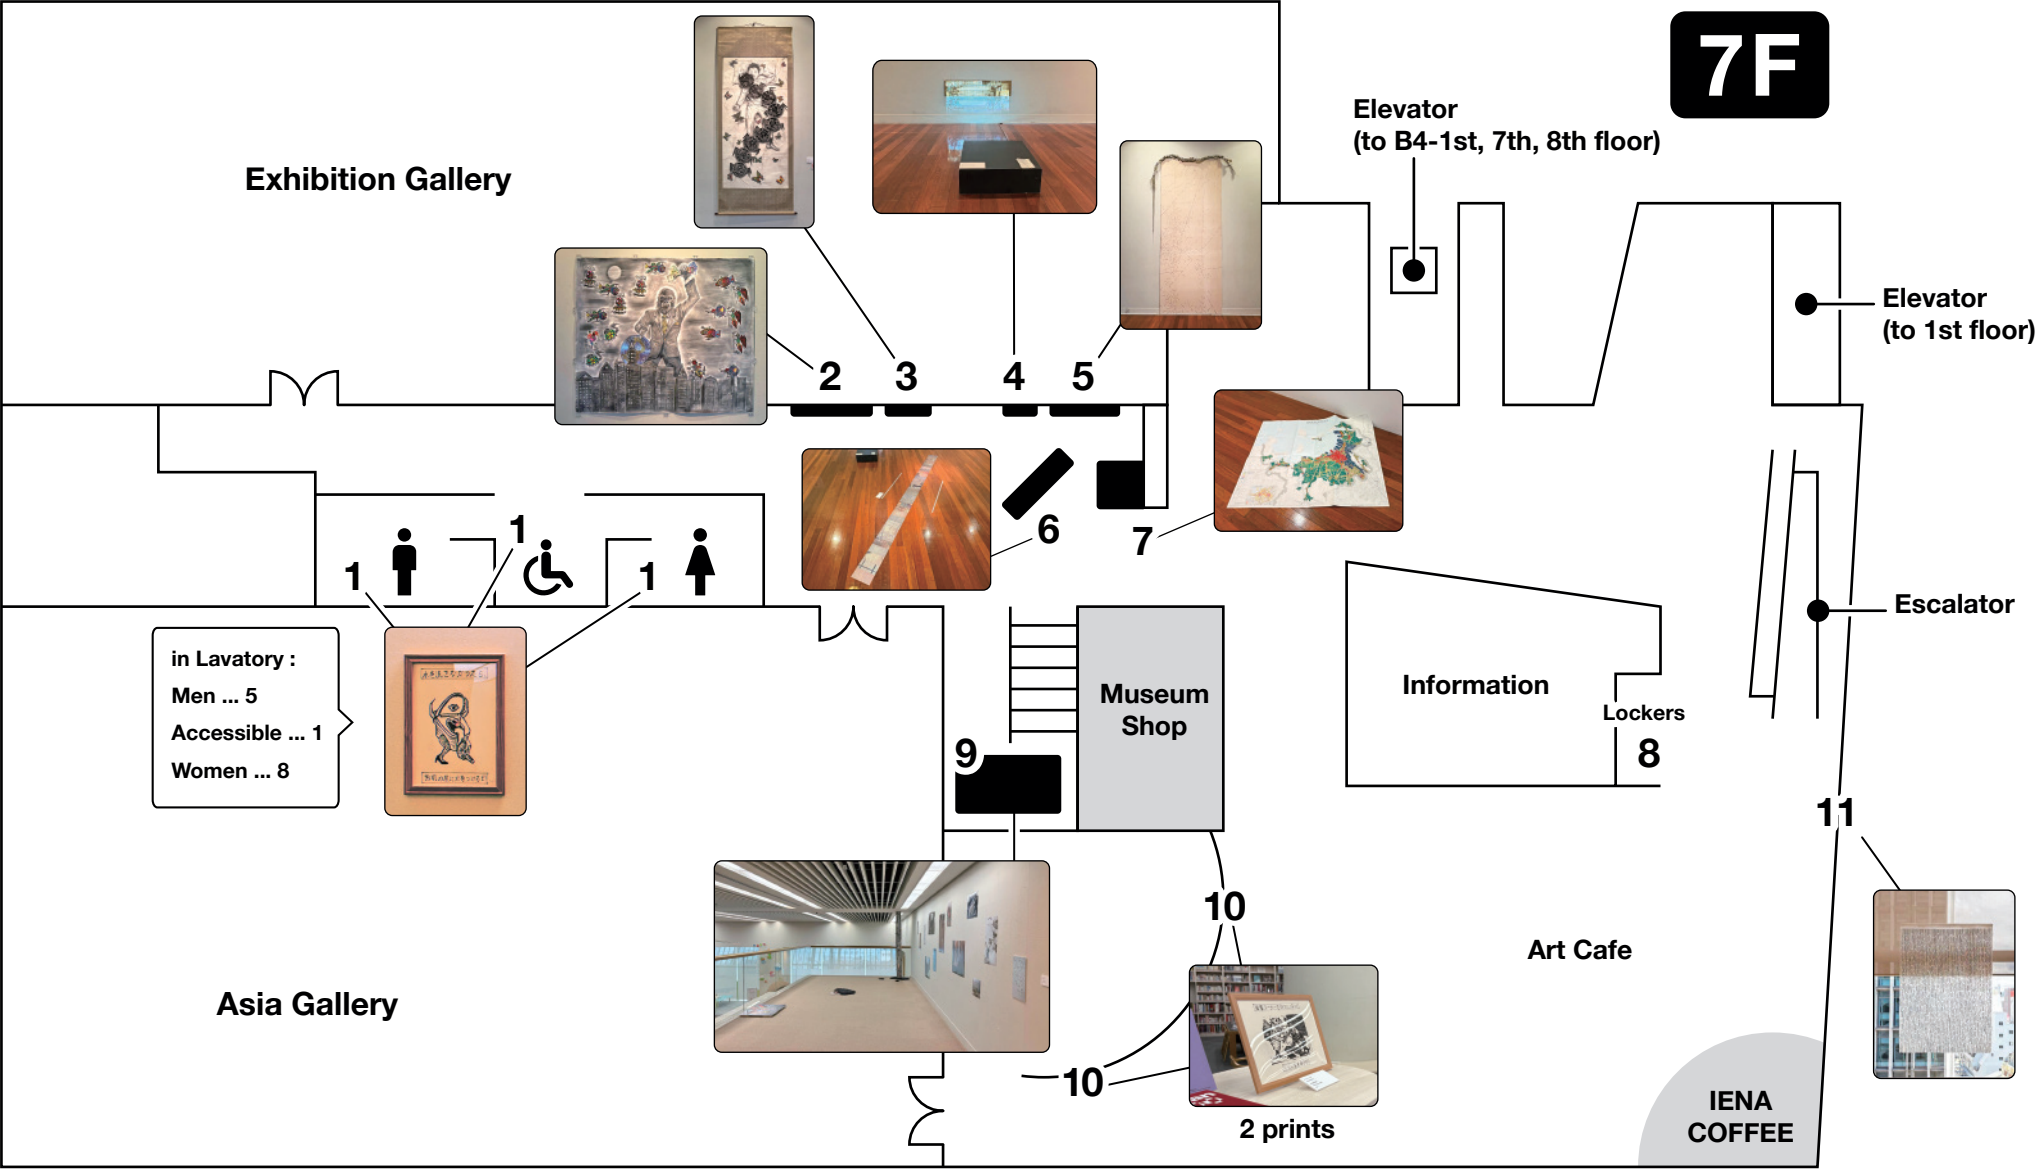 7F
Elevator
(to B4-1st, 7th, 8th floor)
Exhibition Gallery
Elevator
(to 1st floor)
2
3
4
5
6
7
1
1
1
Escalator
in Lavatory :
Men ... 5
Accessible ... 1
Women ... 8
Museum
Shop
Information
Lockers
8
9
11
10
Art Cafe
Asia Gallery
10
2 prints
IENA
COFFEE